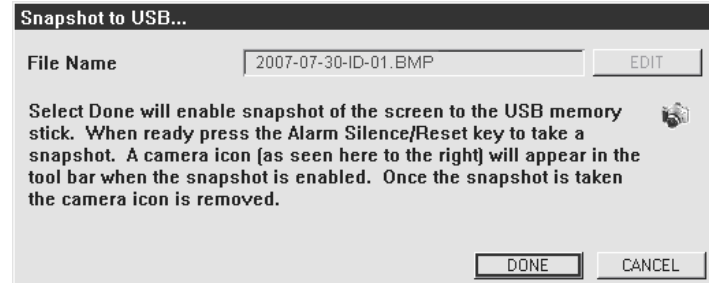 Snapshot to USB...
File Name 2007-07-30-ID-01.BMP EDIT
Select Done will enable snapshot of the screen to the USB memory
stick. When ready press the Alarm Silence/Reset key to take a
snapshot. A camera icon (as seen here to the right) will appear in the
tool bar when the snapshot is enabled. Once the snapshot is taken
the camera icon is removed.
DONE CANCEL